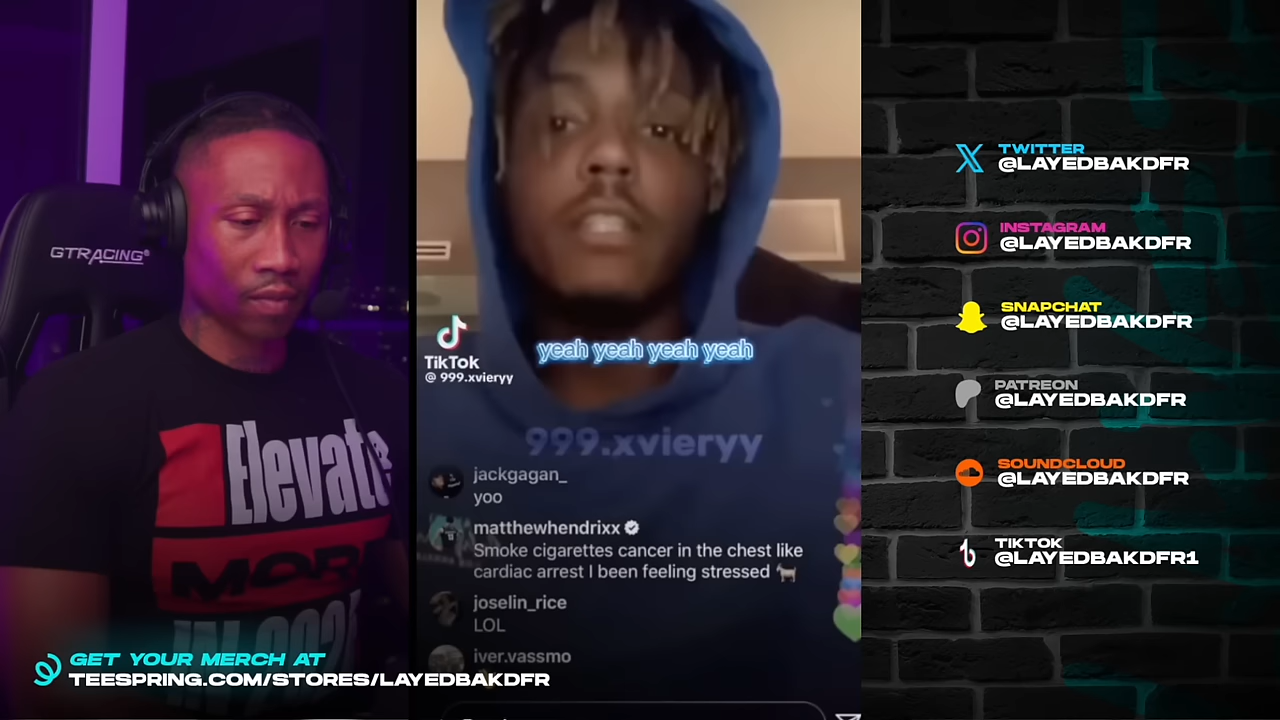 GTRACING®
Elevate
MORE
GET YOUR MERCH AT
TEESPRING.COM/STORES/LAYEDBAKDFR
TikTok
@ 999.xvieryy
yeah yeah yeah yeah
999.xvieryy
jackgagan_
yoo
matthewhendrixx
Smoke cigarettes cancer in the chest like
cardiac arrest I been feeling stressed 🐐
joselin_rice
LOL
iver.vassmo
TWITTER
@LAYEDBAKDFR
INSTAGRAM
@LAYEDBAKDFR
SNAPCHAT
@LAYEDBAKDFR
PATREON
@LAYEDBAKDFR
SOUNDCLOUD
@LAYEDBAKDFR
TIKTOK
@LAYEDBAKDFR1